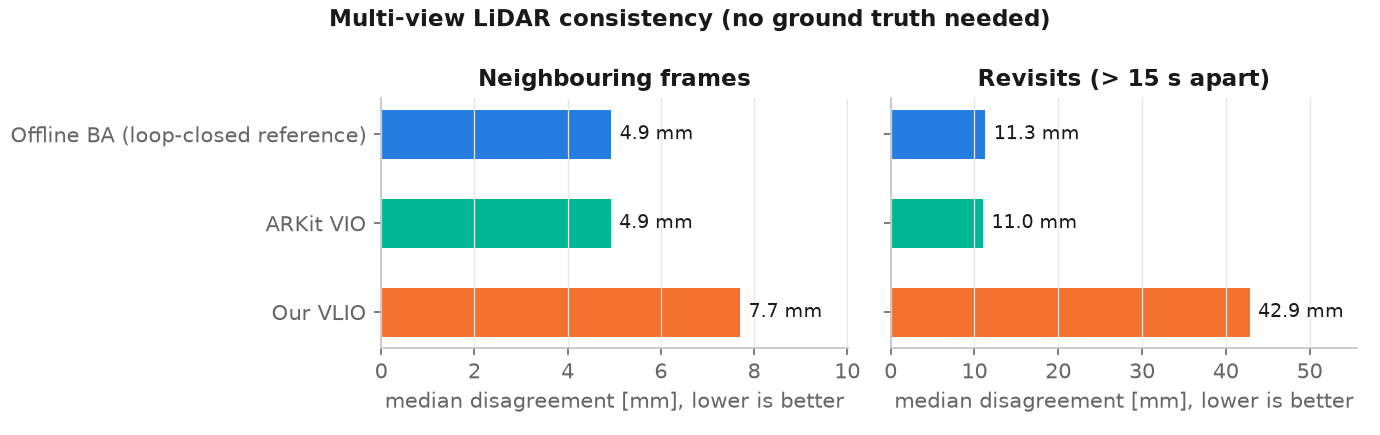 Multi-view LiDAR consistency (no ground truth needed)
Neighbouring frames
Offline BA (loop-closed reference)
4.9 mm
ARKit VIO
4.9 mm
Our VLIO
7.7 mm
0 2 4 6 8 10
median disagreement [mm], lower is better
Revisits (> 15 s apart)
11.3 mm
11.0 mm
42.9 mm
0 10 20 30 40 50
median disagreement [mm], lower is better